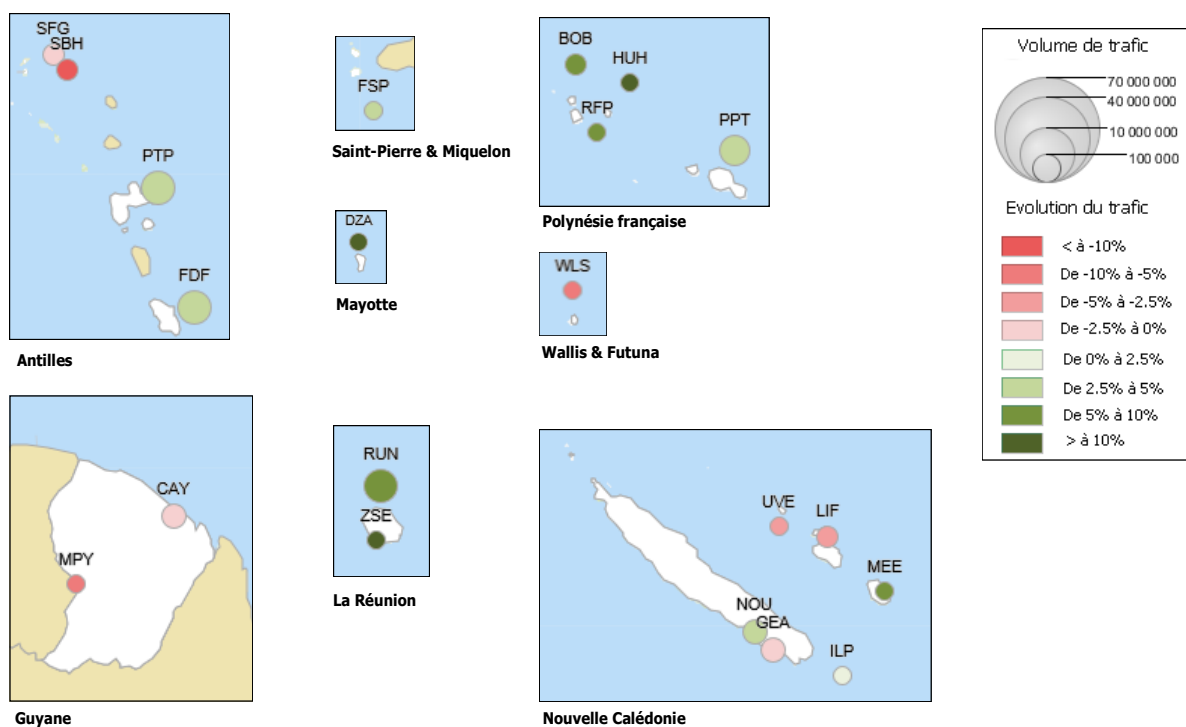 SFG
SBH
PTP
FDF
Antilles
FSP
Saint-Pierre & Miquelon
DZA
Mayotte
BOB
HUH
RFP
PPT
Polynésie française
WLS
Wallis & Futuna
Volume de trafic
70 000 000
40 000 000
10 000 000
100 000
Evolution du trafic
< à -10%
De -10% à -5%
De -5% à -2.5%
De -2.5% à 0%
De 0% à 2.5%
De 2.5% à 5%
De 5% à 10%
> à 10%
CAY
MPY
Guyane
RUN
ZSE
La Réunion
UVE
LIF
MEE
NOU
GEA
ILP
Nouvelle Calédonie